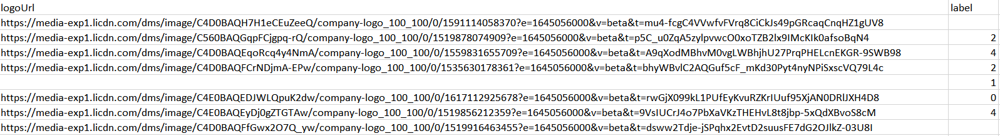 logoUrl label
https://media-exp1.licdn.com/dms/image/C4D0BAQH7H1eCEuZeeQ/company-logo_100_100/0/1591114058370?e=1645056000&v=beta&t=mu4-fcgC4VVwfvFVrq8CiCkJs49pGRcaqCnqHZ1gUV8
https://media-exp1.licdn.com/dms/image/C560BAQGqpFCjgpq-rQ/company-logo_100_100/0/1519878074909?e=1645056000&v=beta&t=p5C_u0ZqA5zylpvwcO0xoTZB2lx9IMcKIk0afsoBqN4 2
https://media-exp1.licdn.com/dms/image/C4D0BAQEqoRcq4y4NmA/company-logo_100_100/0/1559831655709?e=1645056000&v=beta&t=A9qXodMBhvM0vgLWBhjhU27PrqPHELcnEKGR-9SWB98 4
https://media-exp1.licdn.com/dms/image/C4D0BAQFCrNDjmA-EPw/company-logo_100_100/0/1535630178361?e=1645056000&v=beta&t=bhyWBvlC2AQGuf5cF_mKd30Pyt4nyNPiSxscVQ79L4c 2
1
https://media-exp1.licdn.com/dms/image/C4E0BAQEDJWLQpuK2dw/company-logo_100_100/0/1617112925678?e=1645056000&v=beta&t=rwGjX099kL1PUfEyKvuRZKrIUuf95XjAN0DRlJXH4D8 0
https://media-exp1.licdn.com/dms/image/C4E0BAQEyDj0gZTGTAw/company-logo_100_100/0/1519856212359?e=1645056000&v=beta&t=9VsIUCrJ4o7PbXaVKzTHEHvL8t8jbp-5xQdXBvoS8cM 4
https://media-exp1.licdn.com/dms/image/C4D0BAQFfGwx2O7Q_yw/company-logo_100_100/0/1519916463455?e=1645056000&v=beta&t=dsww2Tdje-jSPqhx2EvtD2suusFE7dG2OJlkZ-03U8I